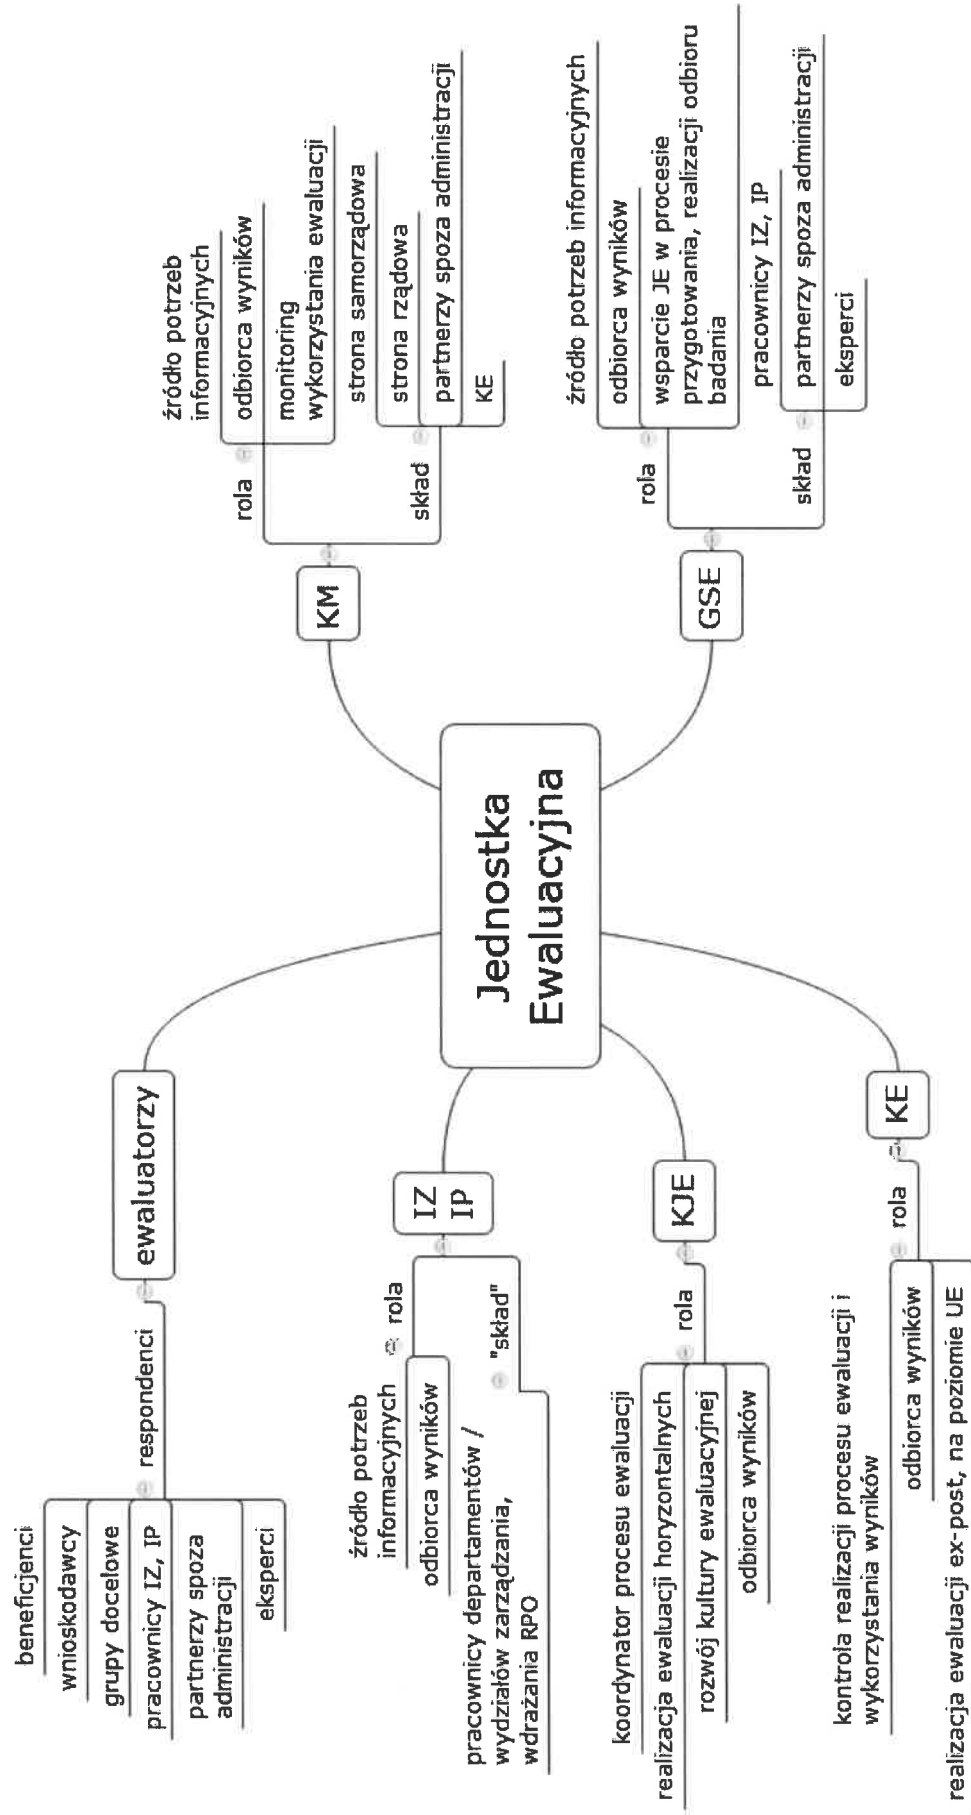 beneficjenci
wnioskodawcy
grupy docelowe
pracownicy IZ, IP
partnerzy spoza
administracji
eksperci
respondenci
ewaluatorzy
źródło potrzeb
informacyjnych
odbiorca wyników
rola
pracownicy departamentów /
wydziałów zarządzania,
wdrażania RPO
"skład"
IZ
IP
koordynator procesu ewaluacji
realizacja ewaluacji horyzontalnych
rozwój kultury ewaluacyjnej
odbiorca wyników
rola
KJE
kontrola realizacji procesu ewaluacji i
wykorzystania wyników
odbiorca wyników
realizacja ewaluacji ex-post, na poziomie UE
rola
KE
Jednostka
Ewaluacyjna
KM
rola
źródło potrzeb
informacyjnych
odbiorca wyników
monitoring
wykorzystania ewaluacji
skład
strona samorządowa
strona rządowa
partnerzy spoza administracji
KE
GSE
rola
źródło potrzeb informacyjnych
odbiorca wyników
wsparcie JE w procesie
przygotowania, realizacji odbioru
badania
skład
pracownicy IZ, IP
partnerzy spoza administracji
eksperci